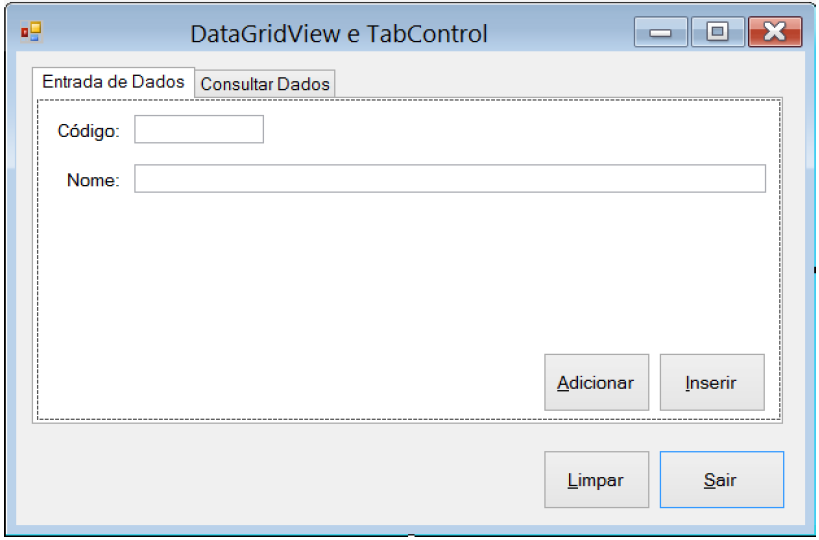 DataGridView e TabControl
Entrada de Dados Consultar Dados
Código:
Nome:
Adicionar Inserir
Limpar Sair